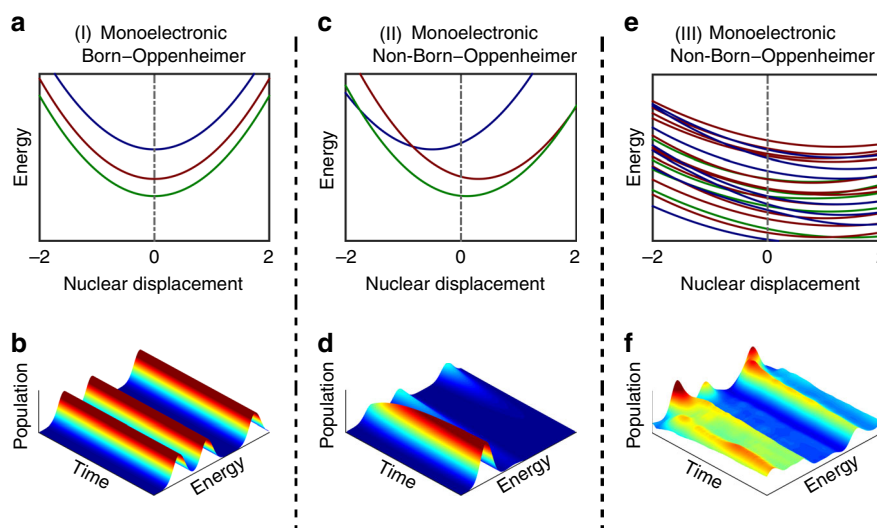 a
(I) Monoelectronic
Born–Oppenheimer
Energy
–2
0
2
Nuclear displacement
b
Population
Time
Energy
c
(II) Monoelectronic
Non-Born–Oppenheimer
Energy
–2
0
2
Nuclear displacement
d
Population
Time
Energy
e
(III) Monoelectronic
Non-Born–Oppenheimer
Energy
–2
0
2
Nuclear displacement
f
Population
Time
Energy